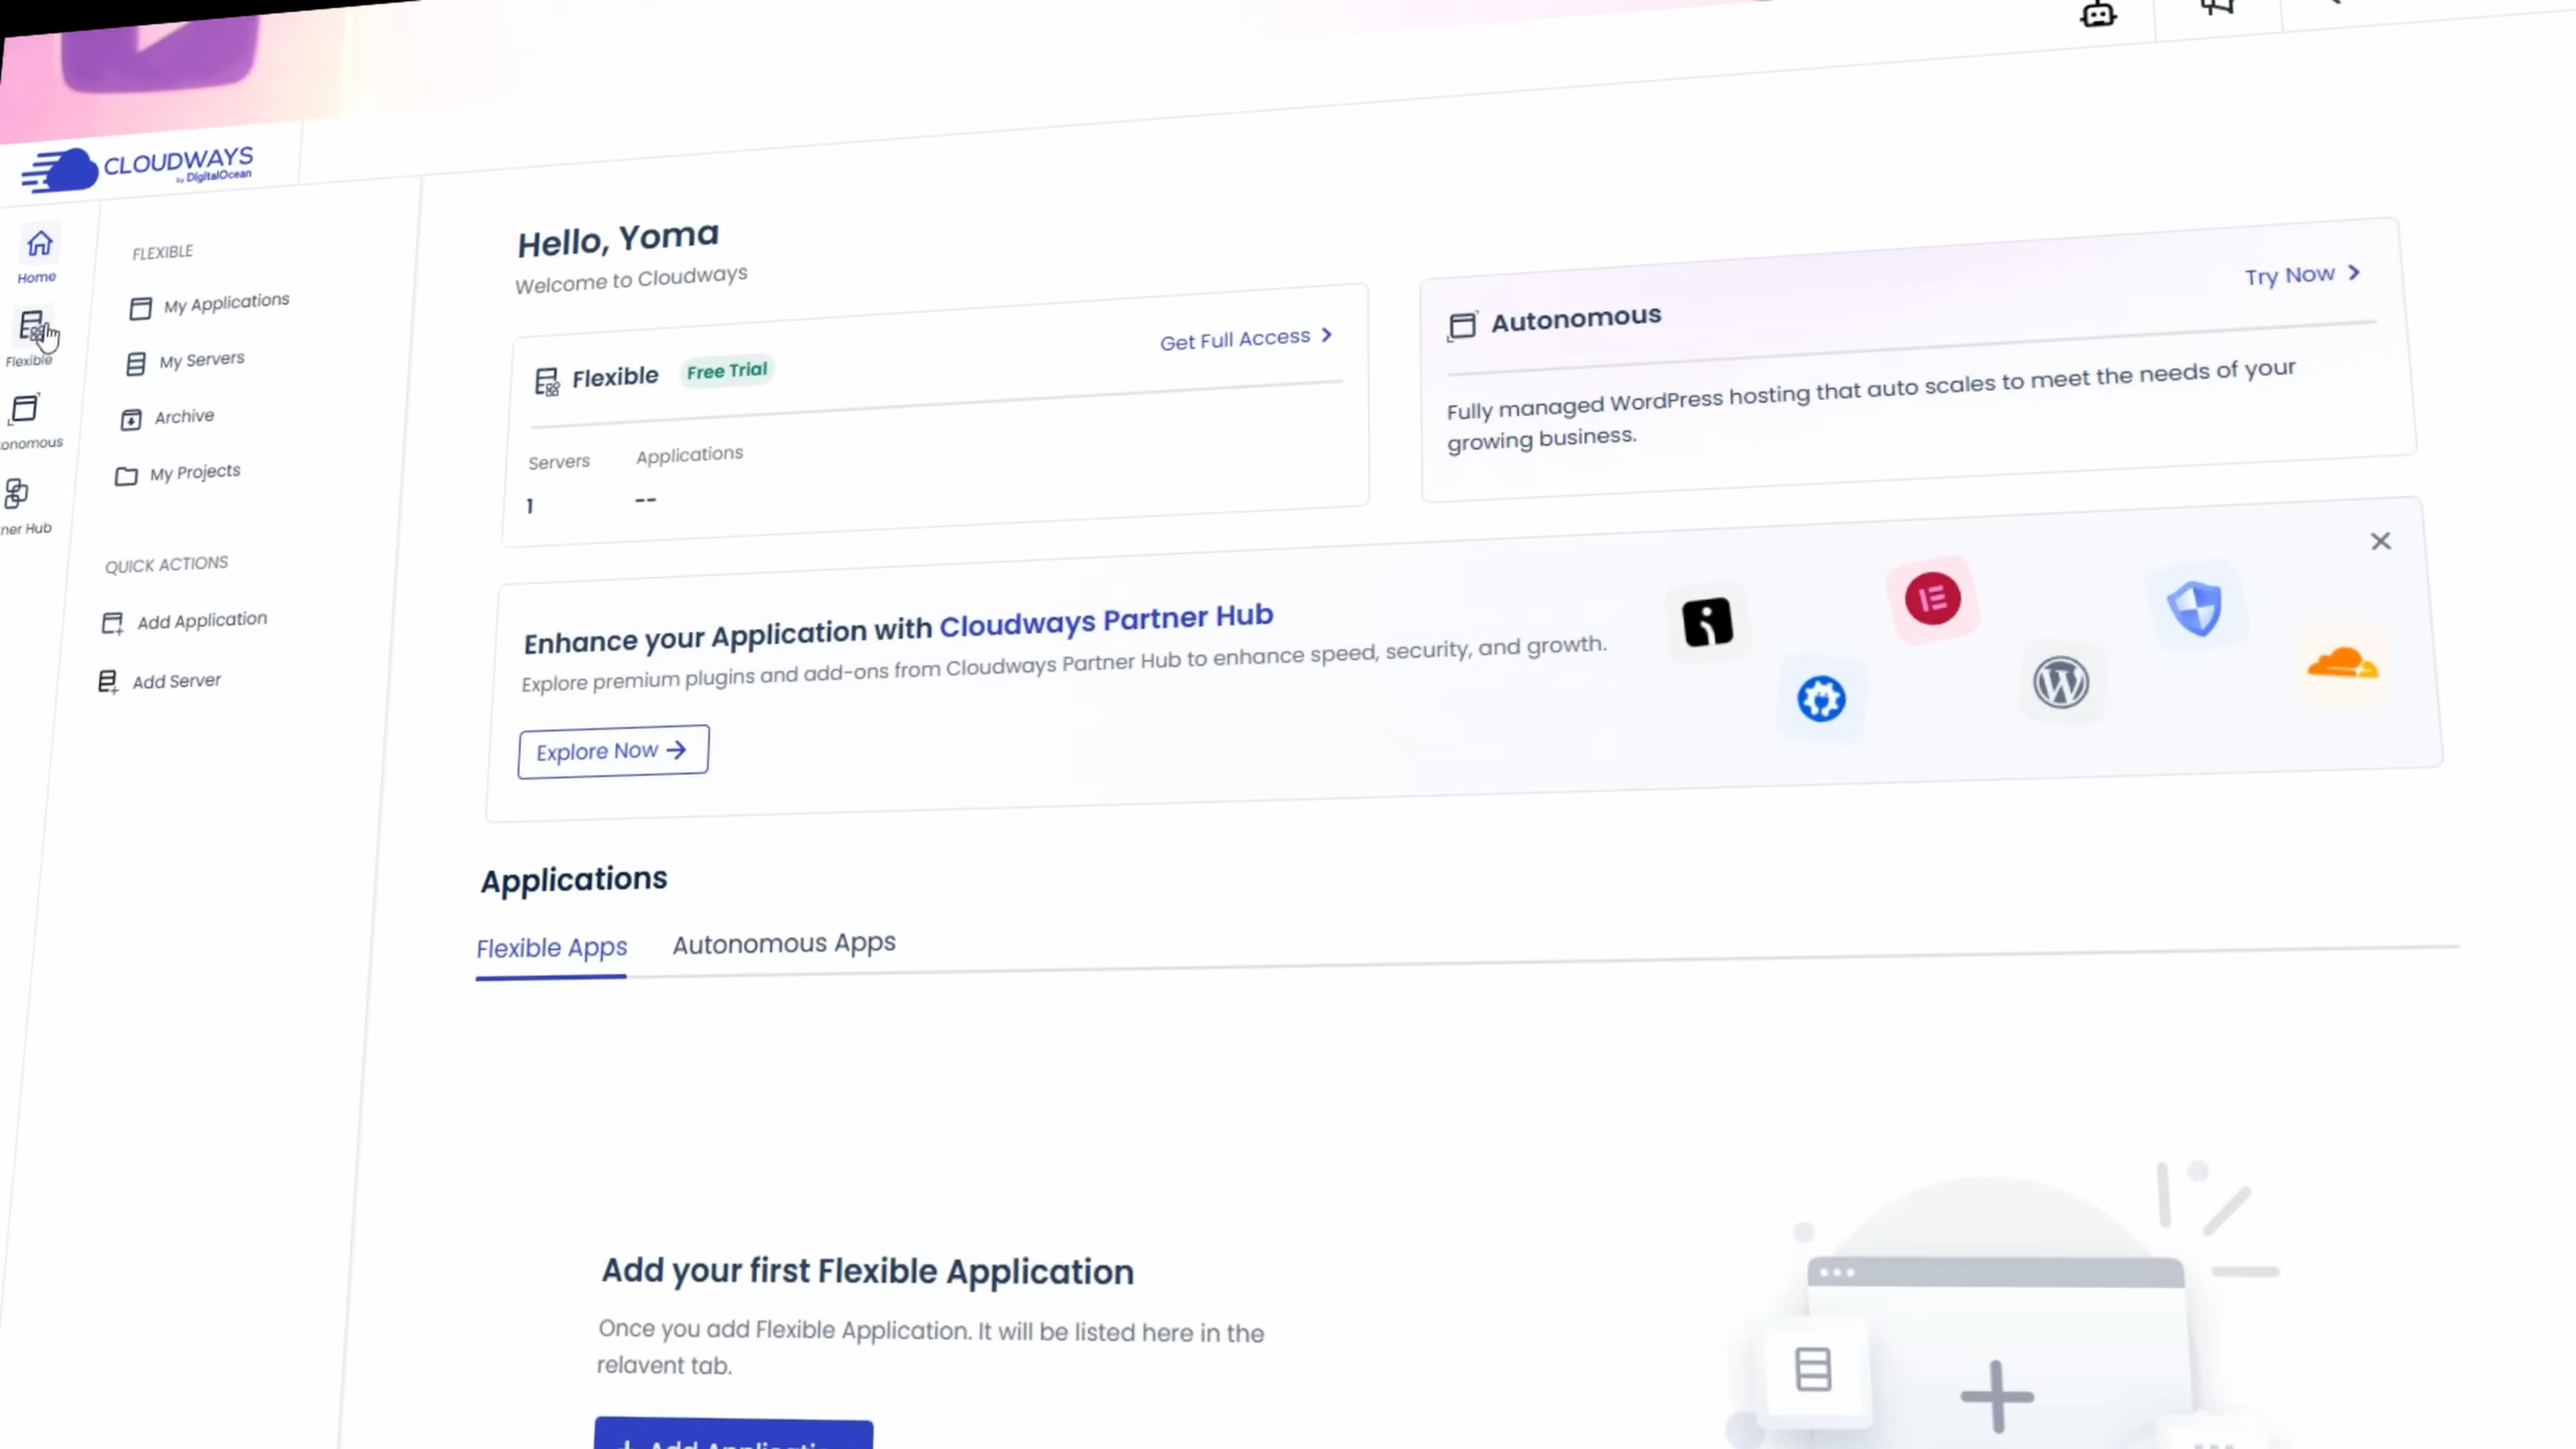 CLOUDWAYS
by DigitalOcean
Home
Flexible
onomous
ner Hub
FLEXIBLE
My Applications
My Servers
Archive
My Projects
QUICK ACTIONS
Add Application
Add Server
Hello, Yoma
Welcome to Cloudways
Flexible
Free Trial
Get Full Access
Servers
Applications
1
--
Autonomous
Try Now
Fully managed WordPress hosting that auto scales to meet the needs of your
growing business.
Enhance your Application with Cloudways Partner Hub
Explore premium plugins and add-ons from Cloudways Partner Hub to enhance speed, security, and growth.
Explore Now
Applications
Flexible Apps
Autonomous Apps
Add your first Flexible Application
Once you add Flexible Application. It will be listed here in the
relavent tab.